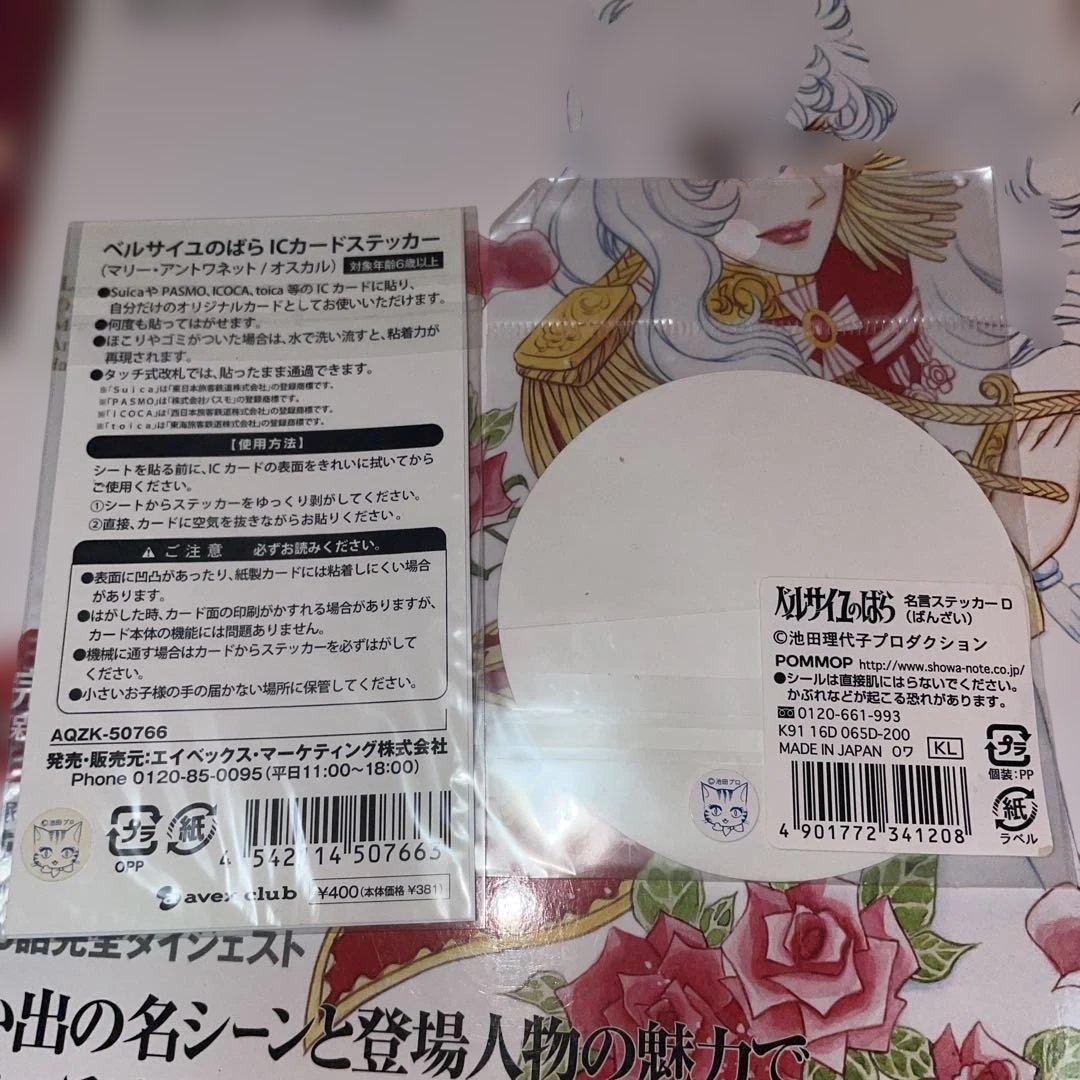 ベルサイユのばら ICカードステッカー
(マリー・アントワネット / オスカル) 対象年齢6歳以上
●SuicaやPASMO、ICOCA、toica 等のICカードに貼り、
自分だけのオリジナルカードとしてお使いいただけます。
●何度も貼ってはがせます。
●ほこりやゴミがついた場合は、水で洗い流すと、粘着力が
再現されます。
●タッチ式改札では、貼ったまま通過できます。
※「Suica」は「東日本旅客鉄道株式会社」の登録商標です。
※「PASMO」は「株式会社パスモ」の登録商標です。
※「ICOCA」は「西日本旅客鉄道株式会社」の登録商標です。
※「toica」は「東海旅客鉄道株式会社」の登録商標です。
【使用方法】
シートを貼る前に、ICカードの表面をきれいに拭いてから
ご使用ください。
①シートからステッカーをゆっくり剥がしてください。
②直接、カードに空気を抜きながらお貼りください。
⚠ ご注意 必ずお読みください。
●表面に凹凸があったり、紙製カードには粘着しにくい場合
があります。
●はがした時、カード面の印刷がかすれる場合がありますが、
カード本体の機能には問題ありません。
●機械に通す場合はカードからステッカーを必ずはがして
ください。
●小さいお子様の手の届かない場所に保管してください。
AQZK-50766
発売・販売元:エイベックス・マーケティング株式会社
Phone 0120-85-0095(平日11:00~18:00)
©池田プロ
プラ
OPP
紙
4 542114 507663
avex club
¥400(本体価格 ¥381)
ベルサイユのばら 名言ステッカー D
(ばんざい)
©池田理代子プロダクション
POMMOP http://www.showa-note.co.jp/
●シールは直接肌にはらないでください。
かぶれなどが起こる恐れがあります。
0120-661-993
K91 16D 065D-200
MADE IN JAPAN 07 KL
4 901772 341208
プラ
個装:PP
紙
ラベル
©池田プロ
完全ダイジェスト
出の名シーンと登場人物の魅力で